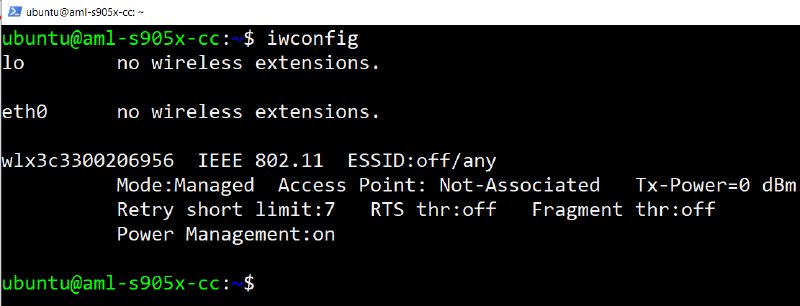 ubuntu@aml-s905x-cc: ~
ubuntu@aml-s905x-cc:~$ iwconfig
lo        no wireless extensions.
eth0      no wireless extensions.
wlx3c3300206956  IEEE 802.11  ESSID:off/any
          Mode:Managed  Access Point: Not-Associated   Tx-Power=0 dBm
          Retry short limit:7   RTS thr:off   Fragment thr:off
          Power Management:on
ubuntu@aml-s905x-cc:~$